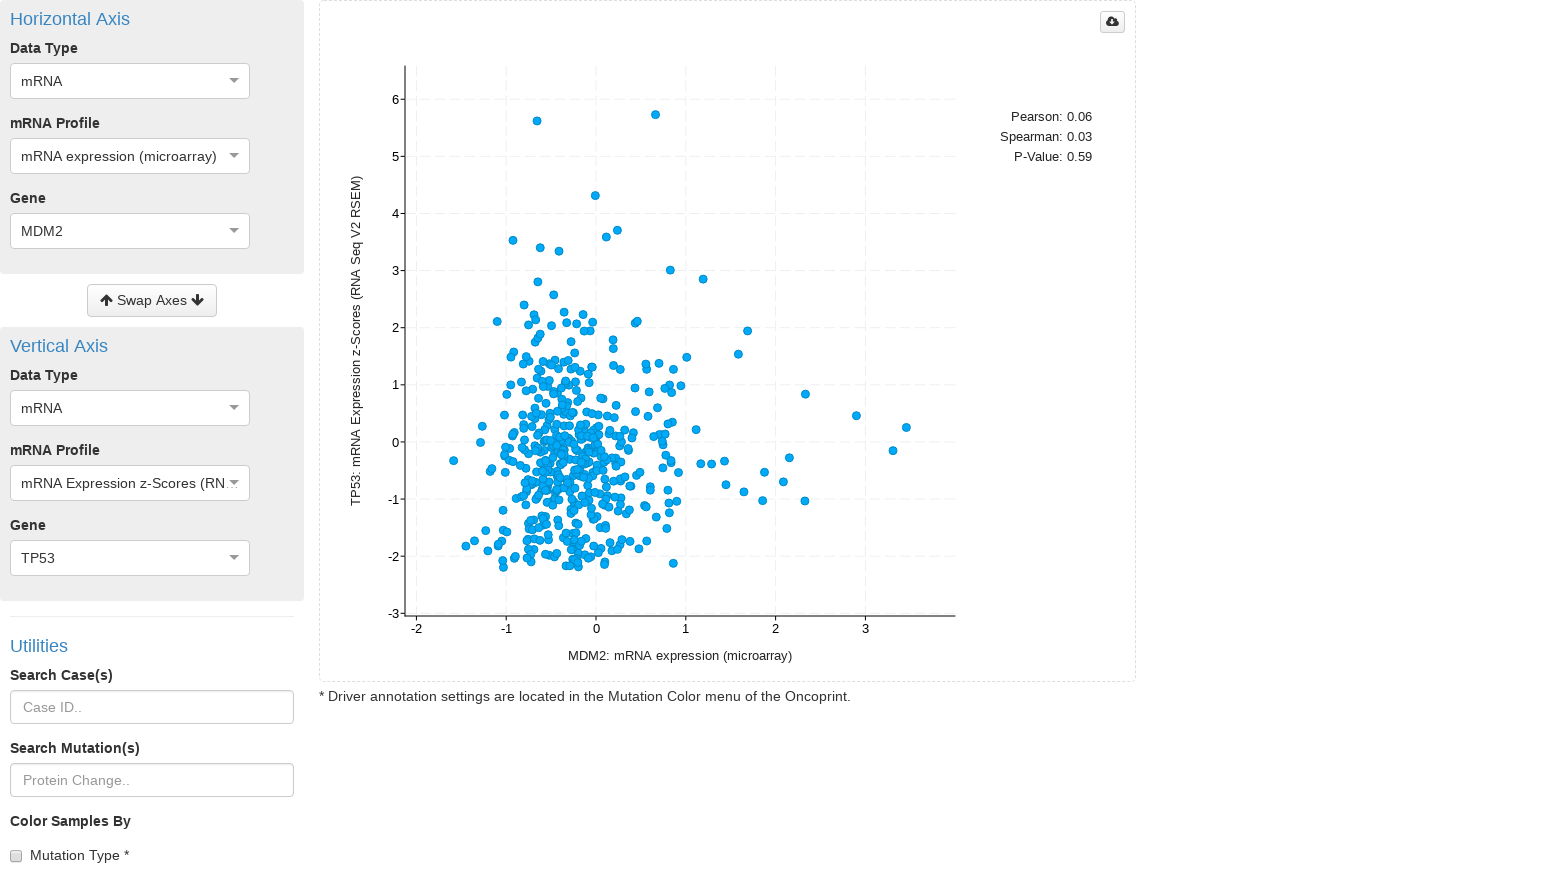 Horizontal Axis
Data Type
mRNA
mRNA Profile
mRNA expression (microarray)
Gene
MDM2
Swap Axes
Vertical Axis
Data Type
mRNA
mRNA Profile
mRNA Expression z-Scores (RN...
Gene
TP53
Utilities
Search Case(s)
Case ID..
Search Mutation(s)
Protein Change..
Color Samples By
Mutation Type *
TP53: mRNA Expression z-Scores (RNA Seq V2 RSEM)
6
5
4
3
2
1
0
-1
-2
-3
-2 -1 0 1 2 3
MDM2: mRNA expression (microarray)
Pearson: 0.06
Spearman: 0.03
P-Value: 0.59
* Driver annotation settings are located in the Mutation Color menu of the Oncoprint.